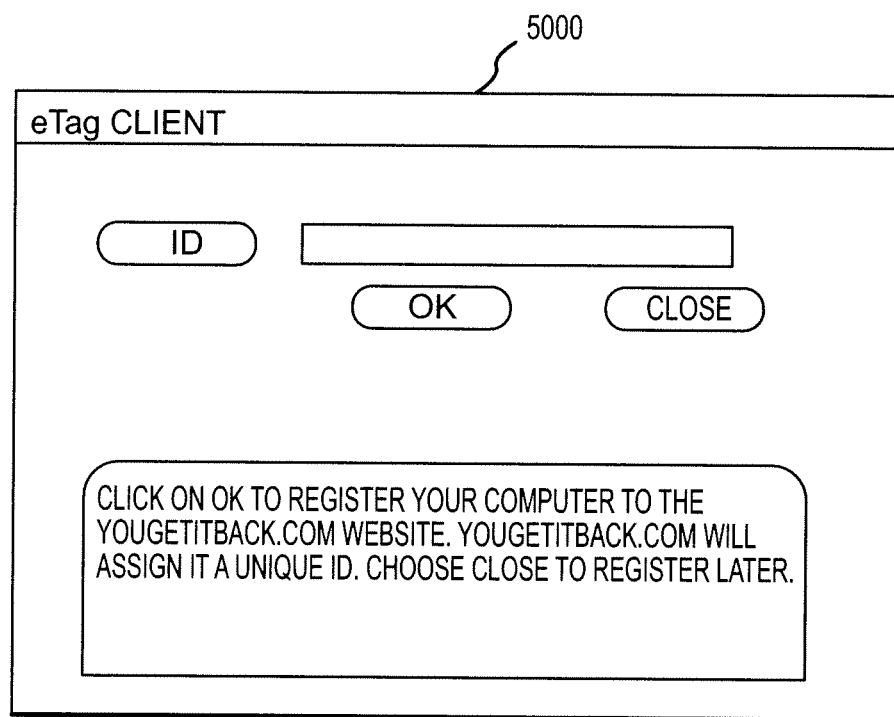 5000
eTag CLIENT
ID
OK CLOSE
CLICK ON OK TO REGISTER YOUR COMPUTER TO THE
YOUGETITBACK.COM WEBSITE. YOUGETITBACK.COM WILL
ASSIGN IT A UNIQUE ID. CHOOSE CLOSE TO REGISTER LATER.